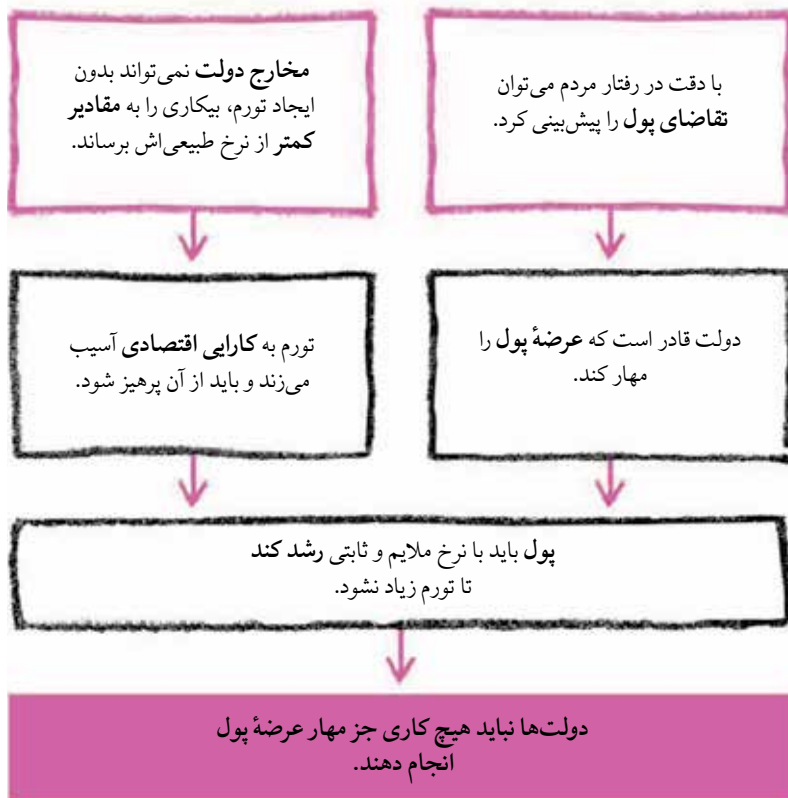 با دقت در رفتار مردم می‌توان
تقاضای پول را پیش‌بینی کرد.
مخارج دولت نمی‌تواند بدون
ایجاد تورم، بیکاری را به مقادیر
کمتر از نرخ طبیعی‌اش برساند.
دولت قادر است که عرضهٔ پول را
مهار کند.
تورم به کارایی اقتصادی آسیب
می‌زند و باید از آن پرهیز شود.
پول باید با نرخ ملایم و ثابتی رشد کند
تا تورم زیاد نشود.
دولت‌ها نباید هیچ کاری جز مهار عرضهٔ پول
انجام دهند.